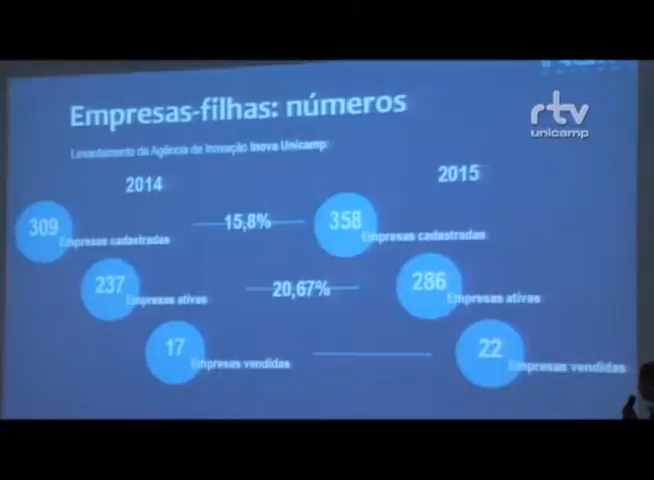 Empresas-filhas: números
rtv
unicamp
Levantamento da Agência de Inovação Inova Unicamp:
2014
2015
309
Empresas cadastradas
15,8%
358
Empresas cadastradas
237
Empresas ativas
20,67%
286
Empresas ativas
17
Empresas vendidas
22
Empresas vendidas